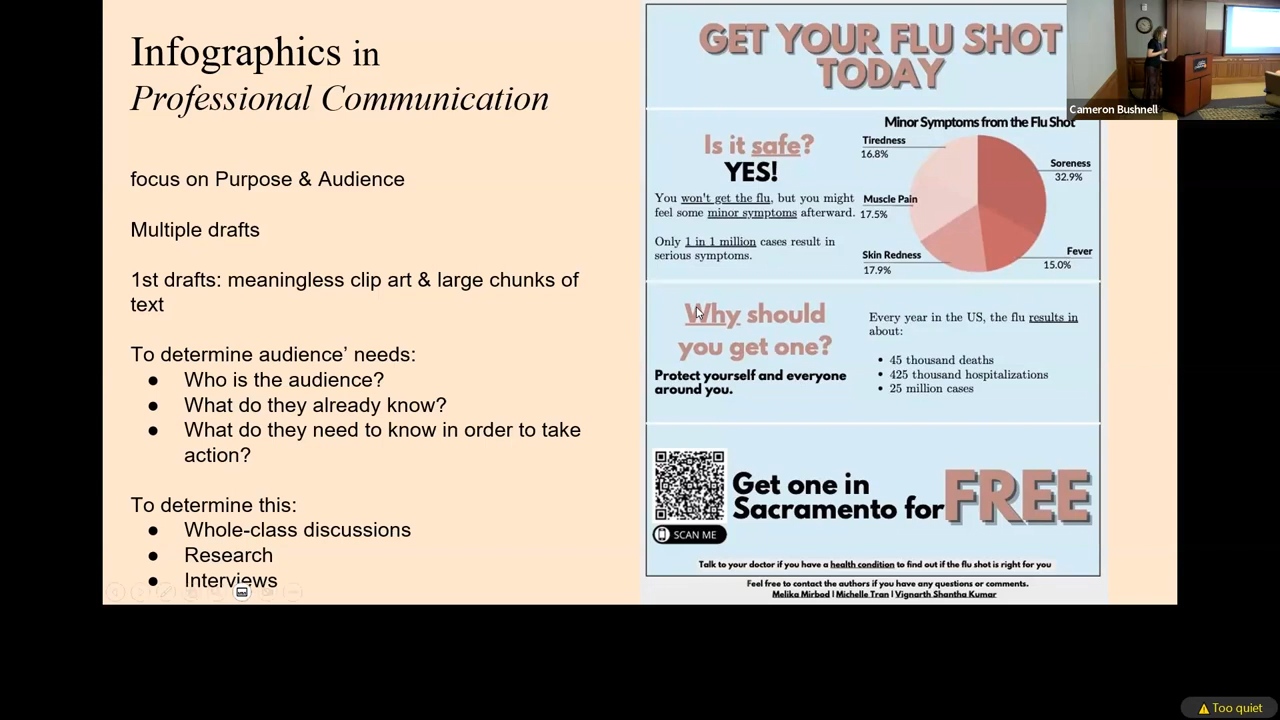 Infographics in
Professional Communication
focus on Purpose & Audience
Multiple drafts
1st drafts: meaningless clip art & large chunks of
text
To determine audience' needs:
● Who is the audience?
● What do they already know?
● What do they need to know in order to take
action?
To determine this:
● Whole-class discussions
● Research
● Interviews
GET YOUR FLU SHOT
TODAY
Is it safe?
YES!
You won't get the flu, but you might
feel some minor symptoms afterward.
Only 1 in 1 million cases result in
serious symptoms.
Minor Symptoms from the Flu Shot
Tiredness
16.8%
Soreness
32.9%
Muscle Pain
17.5%
Skin Redness
17.9%
Fever
15.0%
Why should
you get one?
Protect yourself and everyone
around you.
Every year in the US, the flu results in
about:
• 45 thousand deaths
• 425 thousand hospitalizations
• 25 million cases
SCAN ME
Get one in
Sacramento for FREE
Talk to your doctor if you have a health condition to find out if the flu shot is right for you
Feel free to contact the authors if you have any questions or comments.
Melika Mirbod | Michelle Tran | Vignarth Shantha Kumar
Cameron Bushnell
Too quiet